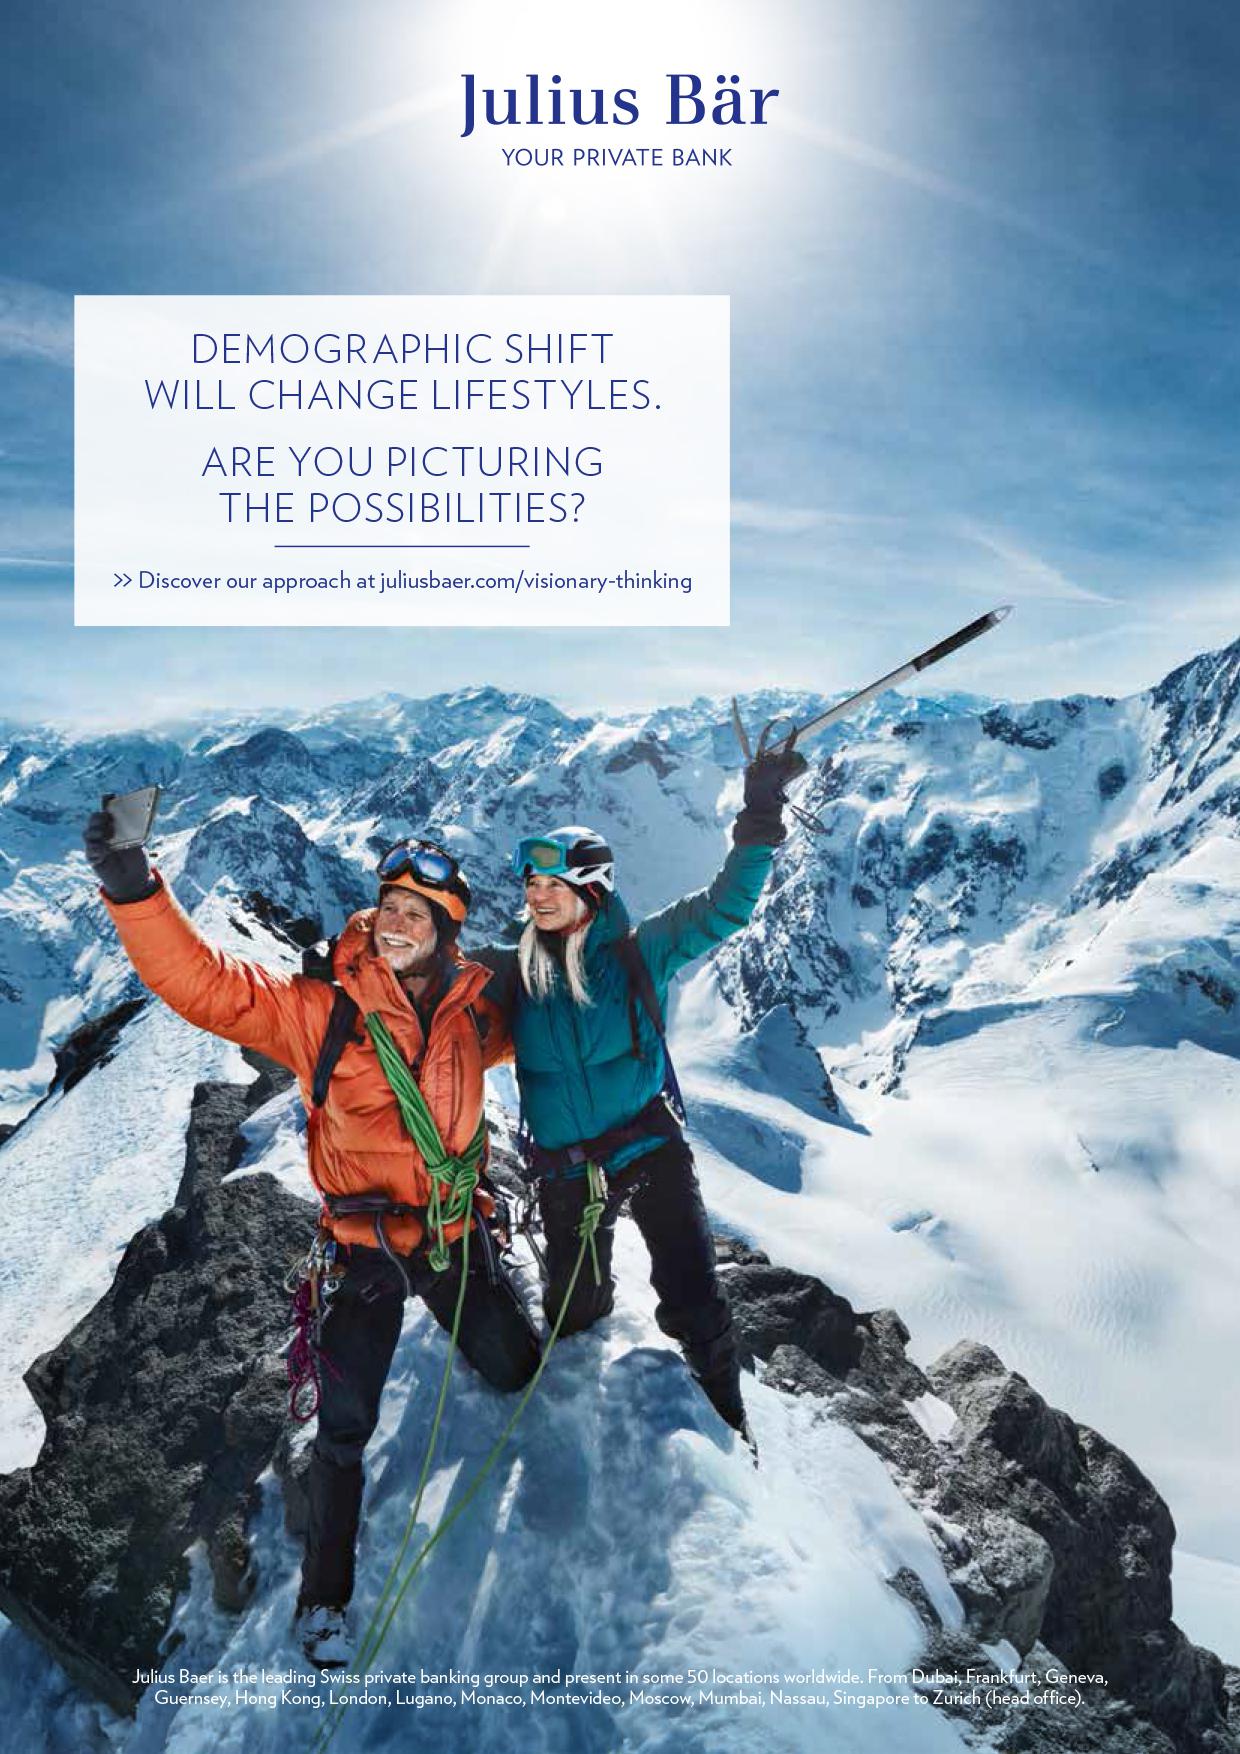 Julius Bär
YOUR PRIVATE BANK
DEMOGRAPHIC SHIFT
WILL CHANGE LIFESTYLES.
ARE YOU PICTURING
THE POSSIBILITIES?
>> Discover our approach at juliusbaer.com/visionary-thinking
Julius Baer is the leading Swiss private banking group and present in some 50 locations worldwide. From Dubai, Frankfurt, Geneva,
Guernsey, Hong Kong, London, Lugano, Monaco, Montevideo, Moscow, Mumbai, Nassau, Singapore to Zurich (head office).